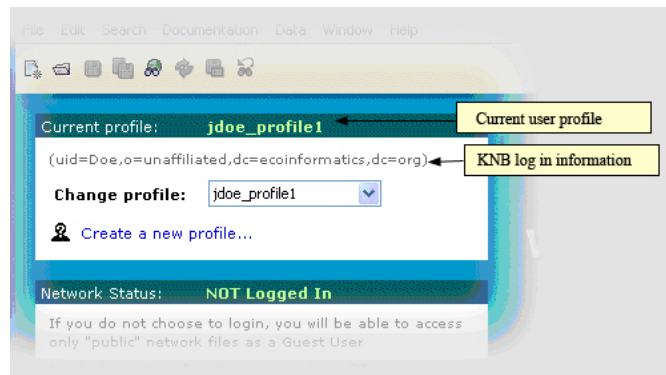 File Edit Search Documentation Data Window Help
Current profile: jdoe_profile1
Current user profile
(uid=Doe,o=unaffiliated,dc=ecoinformatics,dc=org)
KNB log in information
Change profile: jdoe_profile1
Create a new profile...
Network Status: NOT Logged In
If you do not choose to login, you will be able to access
only "public" network files as a Guest User